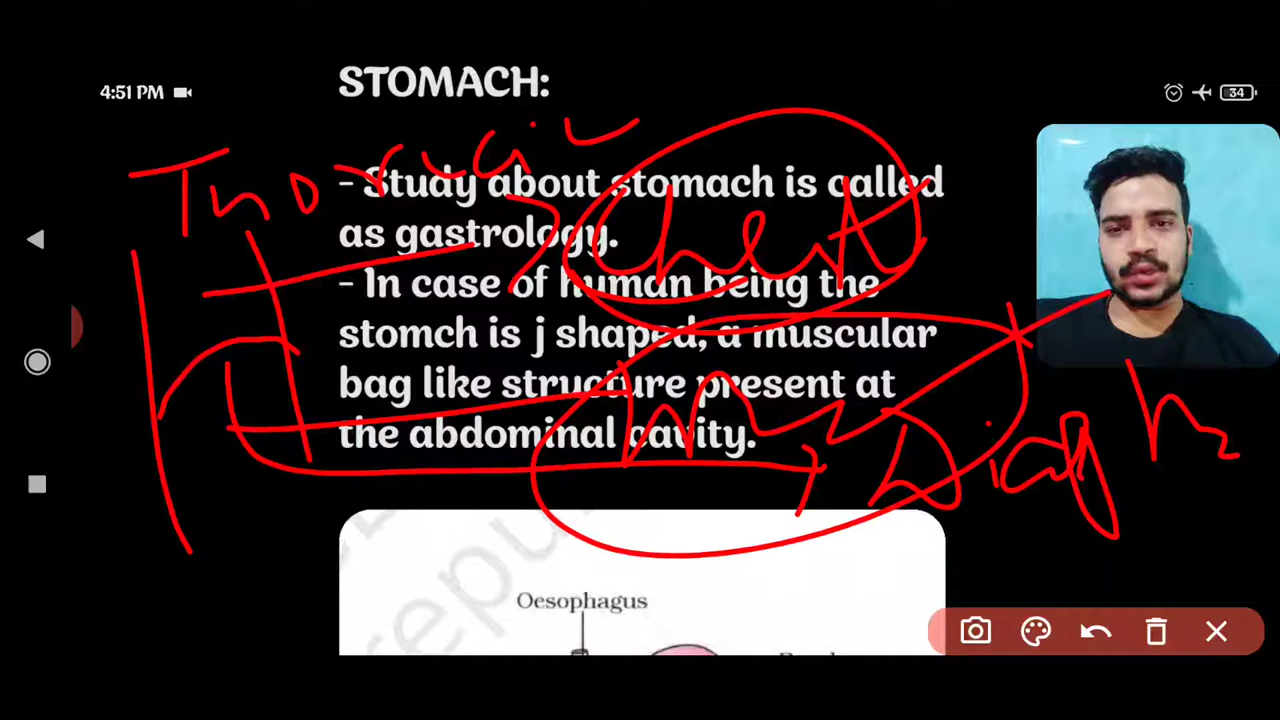 4:51 PM
34
STOMACH:
Thoracic
- Study about stomach is called
as gastrology.
chest
- In case of human being the
stomch is j shaped, a muscular
bag like structure present at
the abdominal cavity.
Diaph
Oesophagus